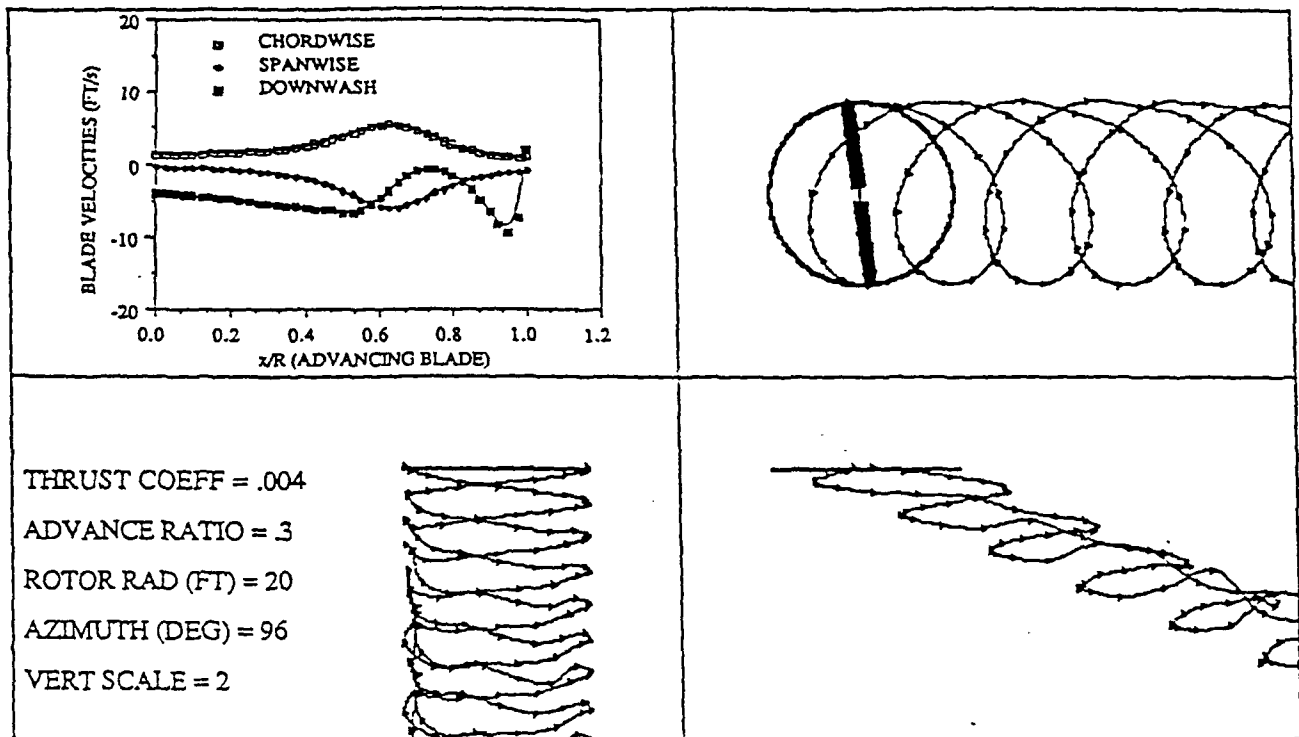 20
CHORDWISE
SPANWISE
DOWNWASH
10
0
-10
-20
BLADE VELOCITIES (FT/s)
0.0 0.2 0.4 0.6 0.8 1.0 1.2
z/R (ADVANCING BLADE)
THRUST COEFF = .004
ADVANCE RATIO = .3
ROTOR RAD (FT) = 20
AZIMUTH (DEG) = 96
VERT SCALE = 2